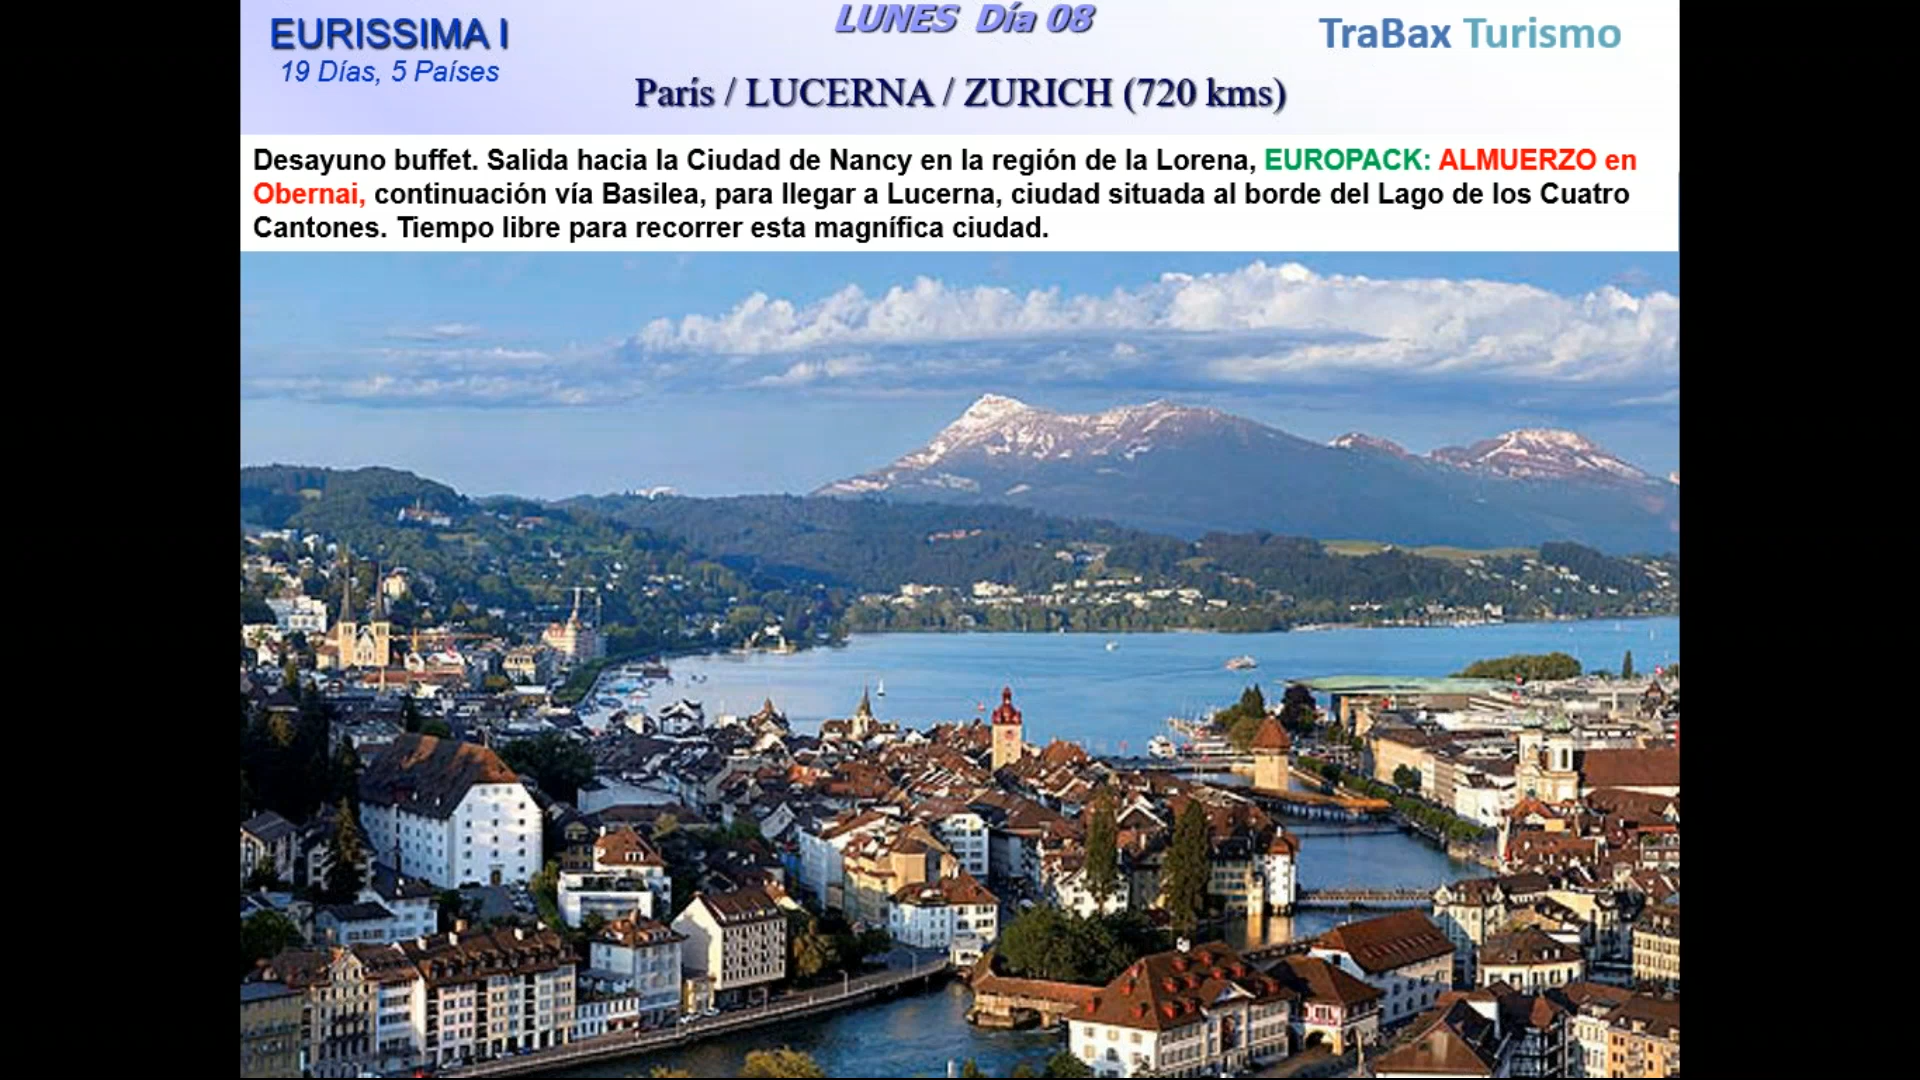 EURISSIMA I
19 Días, 5 Países
LUNES Día 08
TraBax Turismo
París / LUCERNA / ZURICH (720 kms)
Desayuno buffet. Salida hacia la Ciudad de Nancy en la región de la Lorena, EUROPACK: ALMUERZO en
Obernai, continuación vía Basilea, para llegar a Lucerna, ciudad situada al borde del Lago de los Cuatro
Cantones. Tiempo libre para recorrer esta magnífica ciudad.